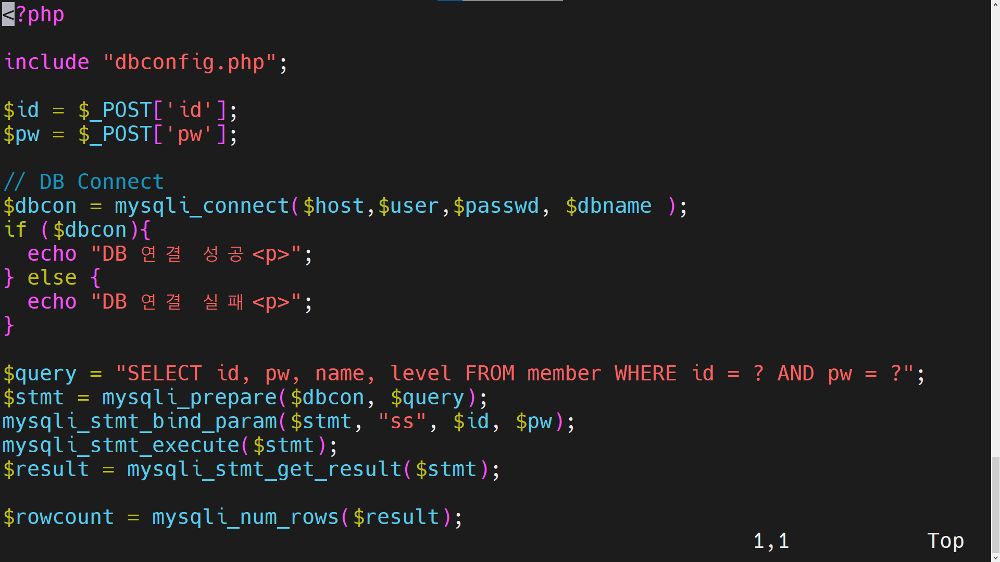 <?php
include "dbconfig.php";
$id = $_POST['id'];
$pw = $_POST['pw'];
// DB Connect
$dbcon = mysqli_connect($host,$user,$passwd, $dbname );
if ($dbcon){
  echo "DB 연결 성공<p>";
} else {
  echo "DB 연결 실패<p>";
}
$query = "SELECT id, pw, name, level FROM member WHERE id = ? AND pw = ?";
$stmt = mysqli_prepare($dbcon, $query);
mysqli_stmt_bind_param($stmt, "ss", $id, $pw);
mysqli_stmt_execute($stmt);
$result = mysqli_stmt_get_result($stmt);
$rowcount = mysqli_num_rows($result);
1,1 Top